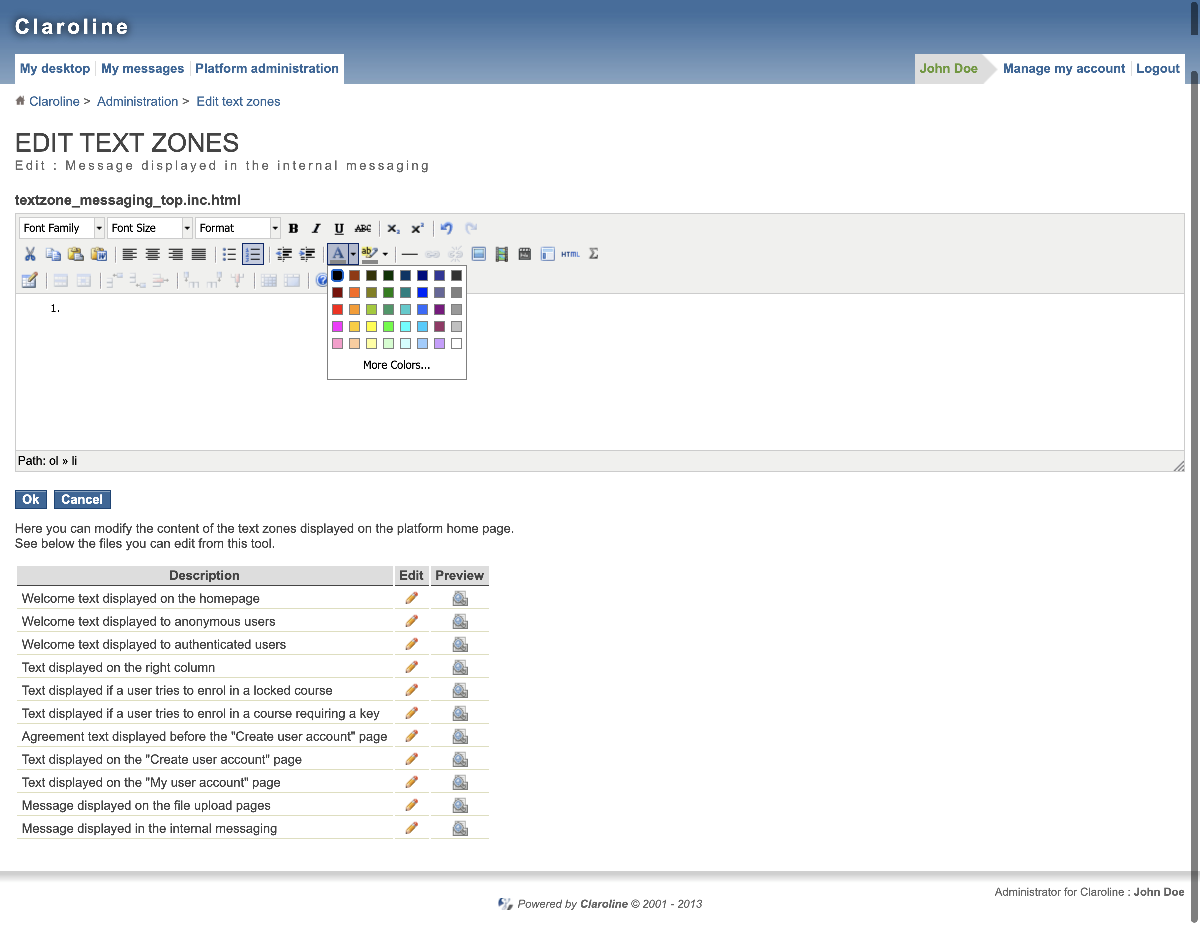 Claroline
My desktop My messages Platform administration
John Doe Manage my account Logout
Claroline > Administration > Edit text zones
EDIT TEXT ZONES
Edit : Message displayed in the internal messaging
textzone_messaging_top.inc.html
Font Family Font Size Format B I U ABC x₂ x²
A ab HTML Σ
1.
More Colors...
Path: ol » li
Ok Cancel
Here you can modify the content of the text zones displayed on the platform home page.
See below the files you can edit from this tool.
Description Edit Preview
Welcome text displayed on the homepage
Welcome text displayed to anonymous users
Welcome text displayed to authenticated users
Text displayed on the right column
Text displayed if a user tries to enrol in a locked course
Text displayed if a user tries to enrol in a course requiring a key
Agreement text displayed before the "Create user account" page
Text displayed on the "Create user account" page
Text displayed on the "My user account" page
Message displayed on the file upload pages
Message displayed in the internal messaging
Administrator for Claroline : John Doe
Powered by Claroline © 2001 - 2013